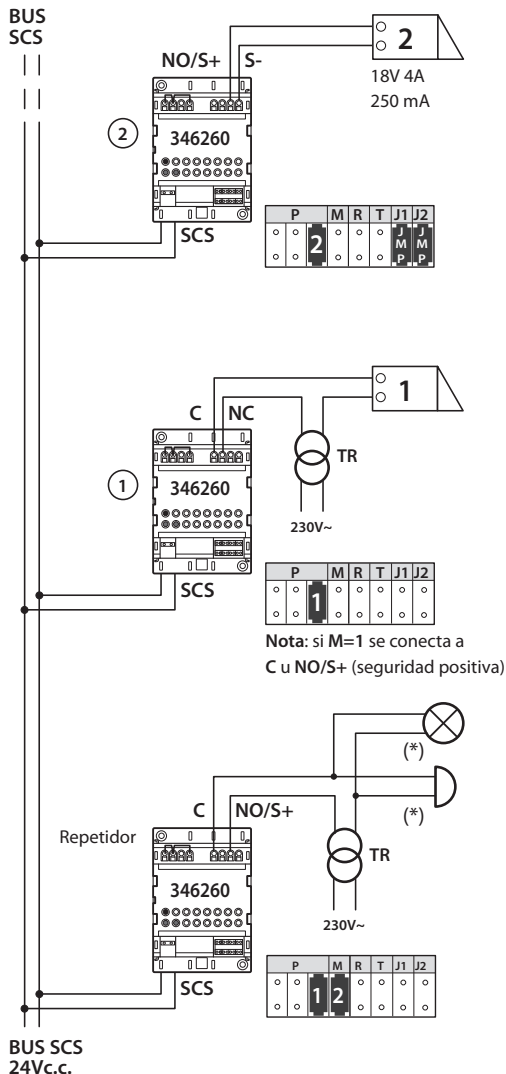 BUS
SCS
NO/S+ S-
2
18V 4A
250 mA
2
346260
SCS
P M R T J1 J2
2 JMP JMP
1
C NC
TR
1
346260
230V~
SCS
P M R T J1 J2
1
Nota: si M=1 se conecta a
C u NO/S+ (seguridad positiva)
(*)
(*)
C NO/S+
Repetidor
TR
346260
230V~
SCS
P M R T J1 J2
1 2
BUS SCS
24Vc.c.